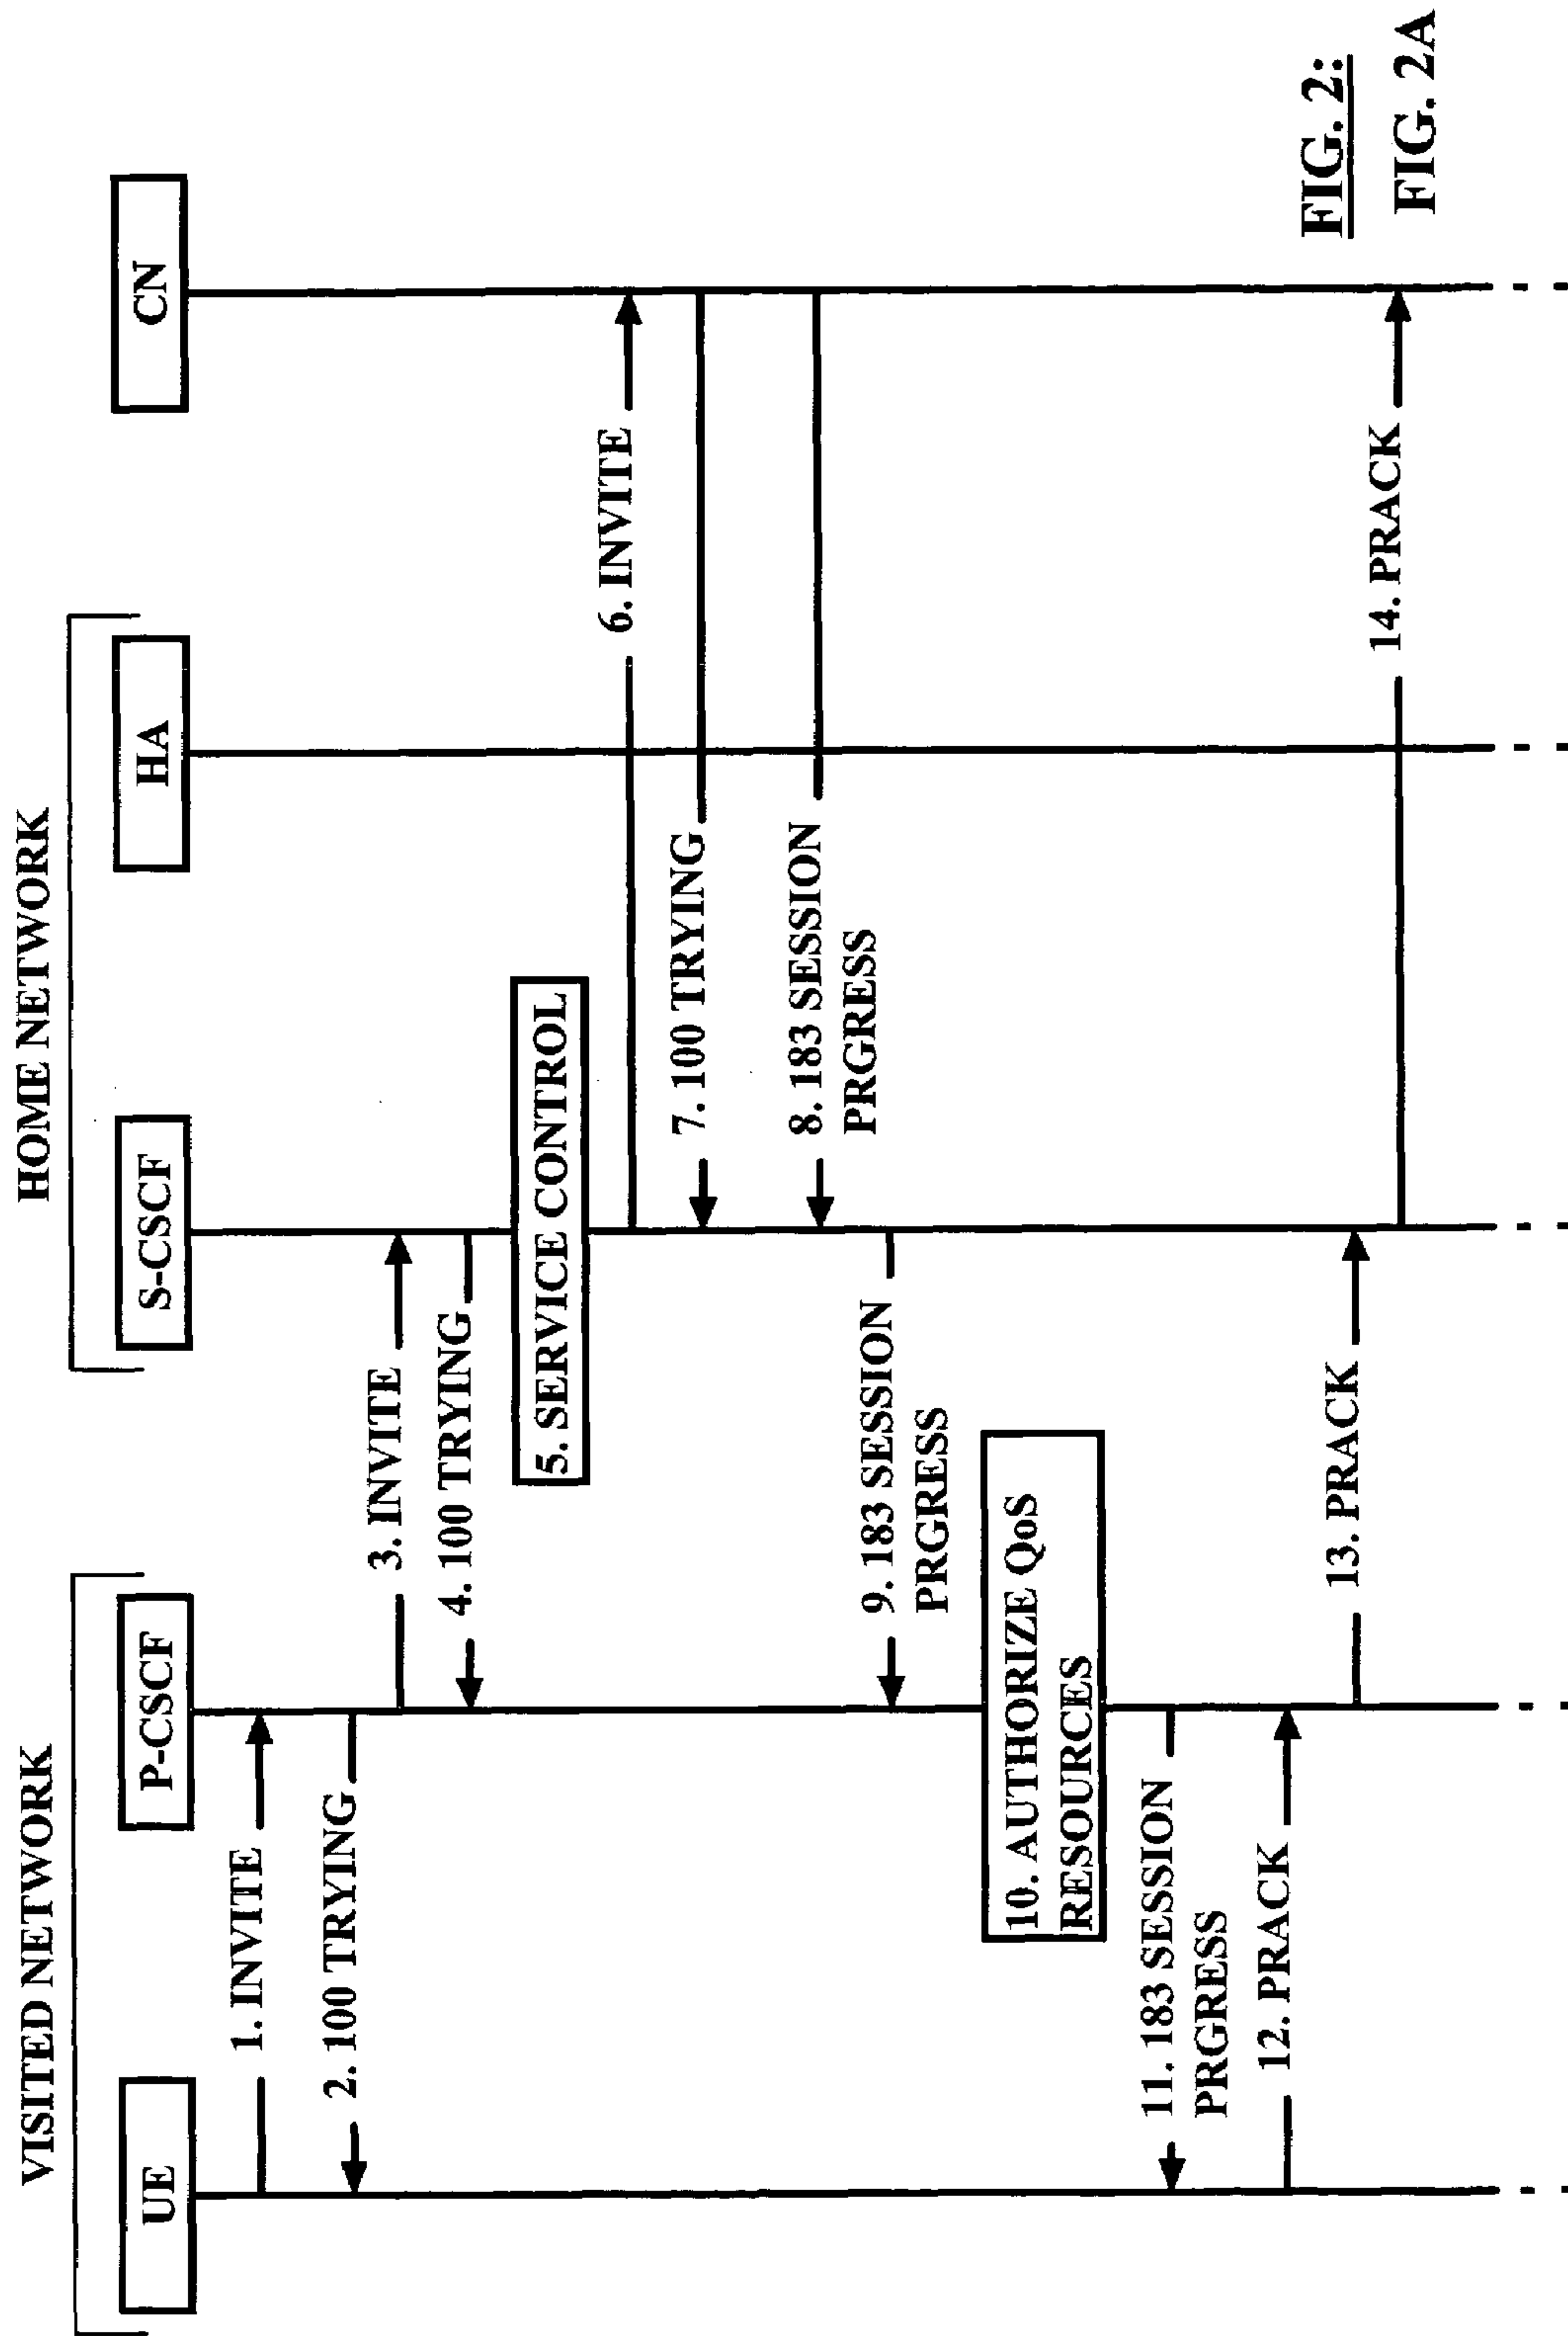 VISITED NETWORK
HOME NETWORK
UE
P-CSCF
S-CSCF
HA
CN
1. INVITE
2. 100 TRYING
3. INVITE
4. 100 TRYING
5. SERVICE CONTROL
6. INVITE
7. 100 TRYING
8. 183 SESSION
PRGRESS
9. 183 SESSION
PRGRESS
10. AUTHORIZE QoS
RESOURCES
11. 183 SESSION
PRGRESS
12. PRACK
13. PRACK
14. PRACK
FIG. 2:
FIG. 2A